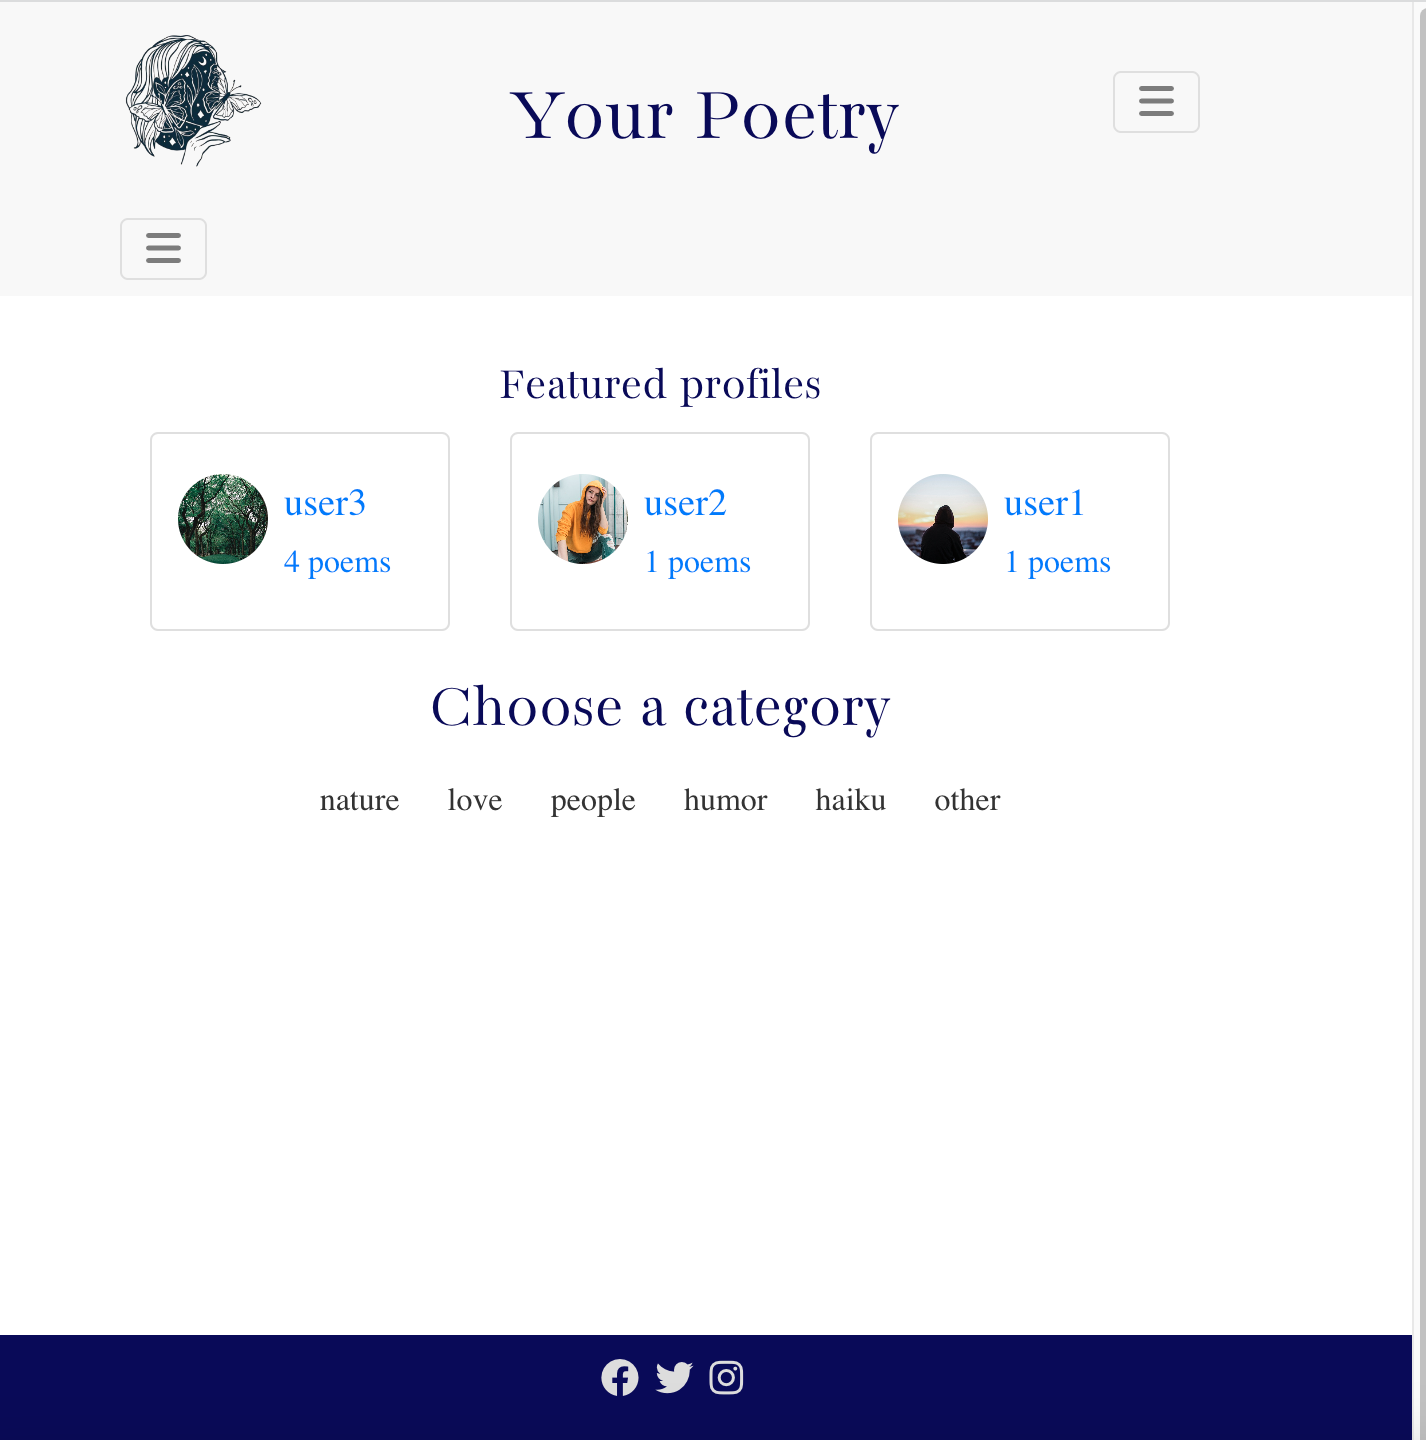 Your Poetry
Featured profiles
user3
4 poems
user2
1 poems
user1
1 poems
Choose a category
nature love people humor haiku other